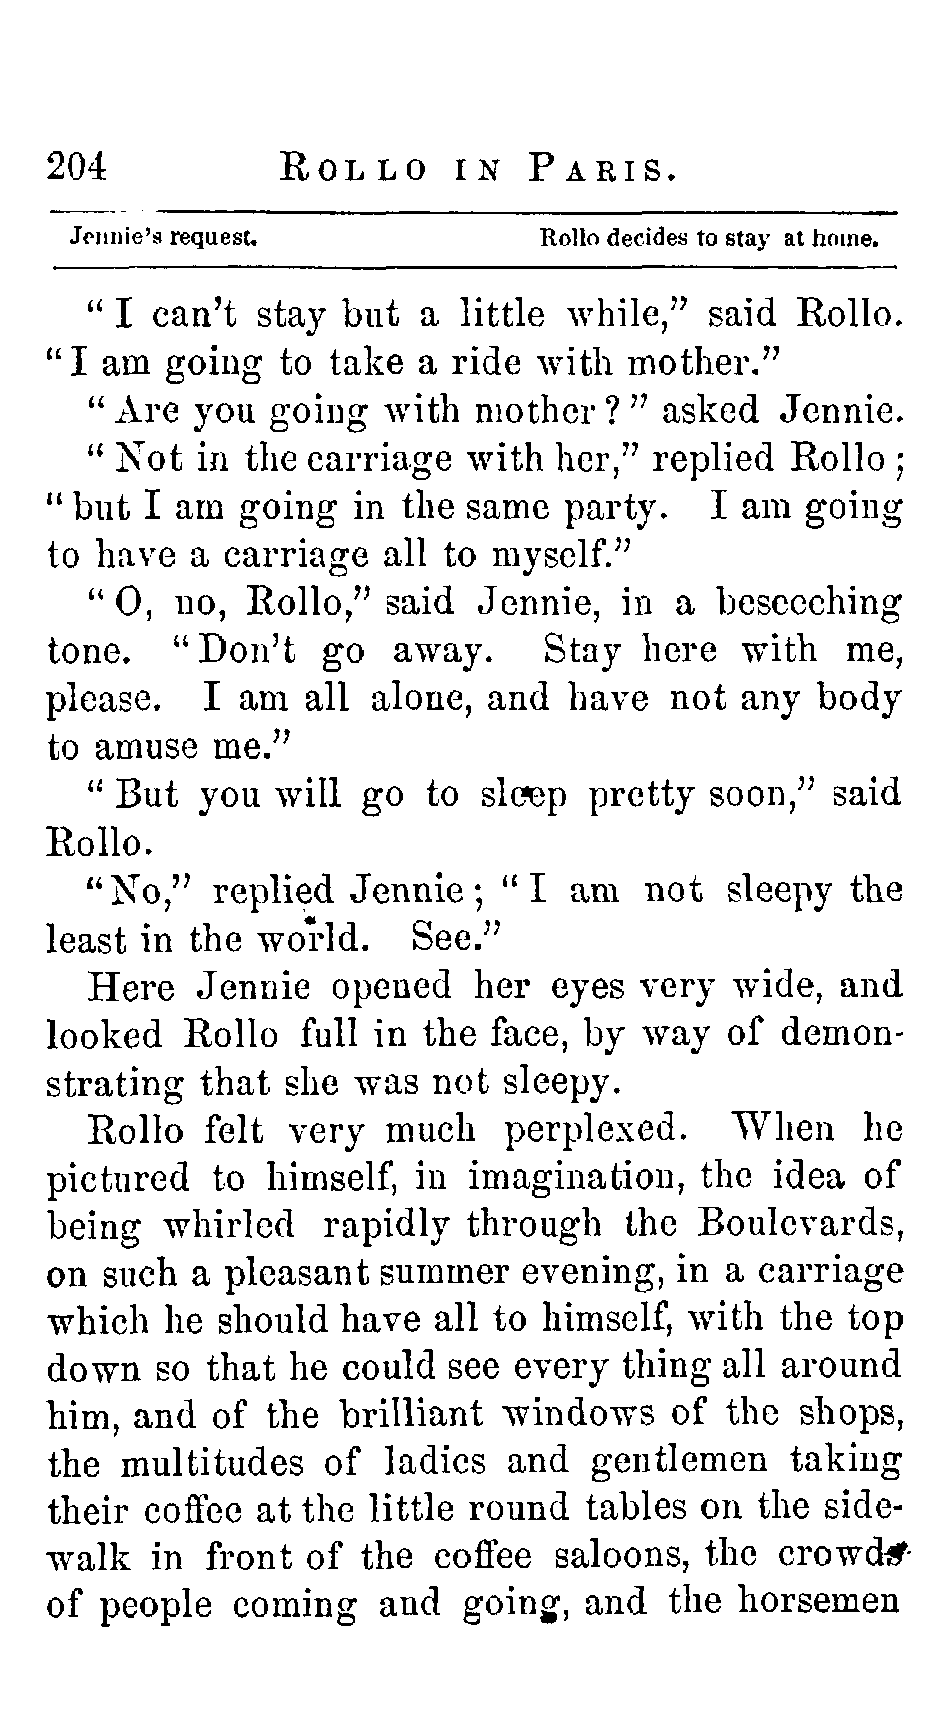 204 ROLLO IN PARIS.
Jennie's request. Rollo decides to stay at home.
" I can't stay but a little while," said Rollo.
" I am going to take a ride with mother."
" Are you going with mother ? " asked Jennie.
" Not in the carriage with her," replied Rollo ;
" but I am going in the same party. I am going
to have a carriage all to myself."
" O, no, Rollo," said Jennie, in a beseeching
tone. " Don't go away. Stay here with me,
please. I am all alone, and have not any body
to amuse me."
" But you will go to sleep pretty soon," said
Rollo.
" No," replied Jennie ; " I am not sleepy the
least in the world. See."
Here Jennie opened her eyes very wide, and
looked Rollo full in the face, by way of demon-
strating that she was not sleepy.
Rollo felt very much perplexed. When he
pictured to himself, in imagination, the idea of
being whirled rapidly through the Boulevards,
on such a pleasant summer evening, in a carriage
which he should have all to himself, with the top
down so that he could see every thing all around
him, and of the brilliant windows of the shops,
the multitudes of ladies and gentlemen taking
their coffee at the little round tables on the side-
walk in front of the coffee saloons, the crowds
of people coming and going, and the horsemen